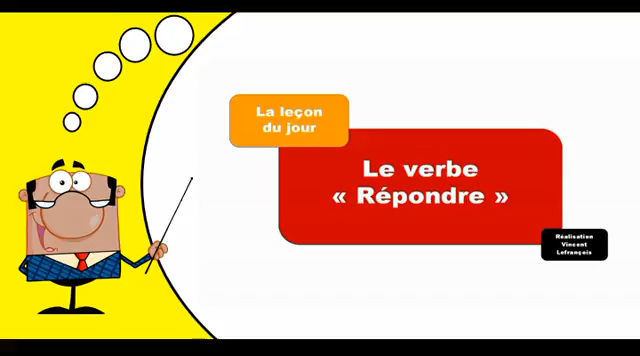 La leçon
du jour
Le verbe
« Répondre »
Réalisation
Vincent
Lefrançois